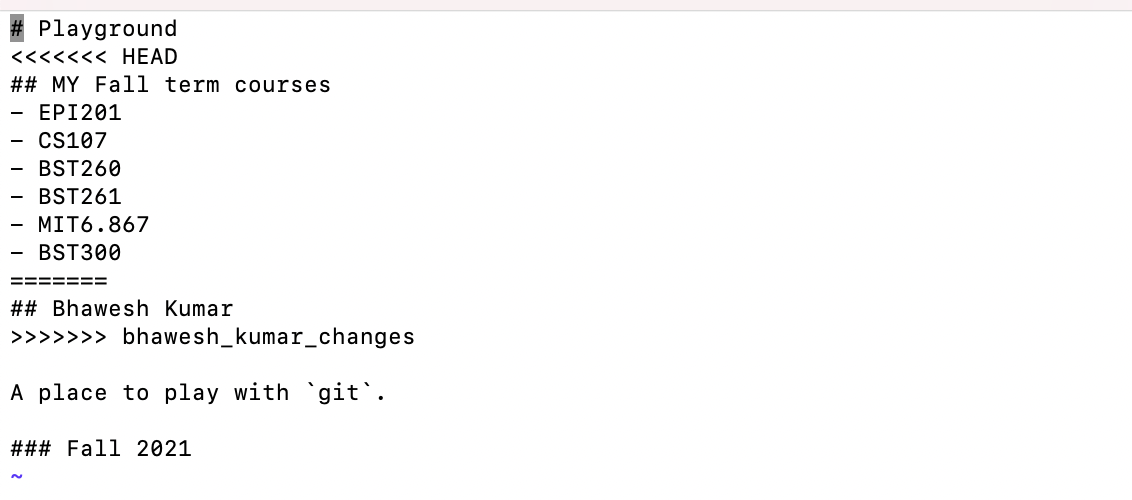 # Playground
<<<<<<< HEAD
## MY Fall term courses
- EPI201
- CS107
- BST260
- BST261
- MIT6.867
- BST300
=======
## Bhawesh Kumar
>>>>>>> bhawesh_kumar_changes
A place to play with `git`.
### Fall 2021
~